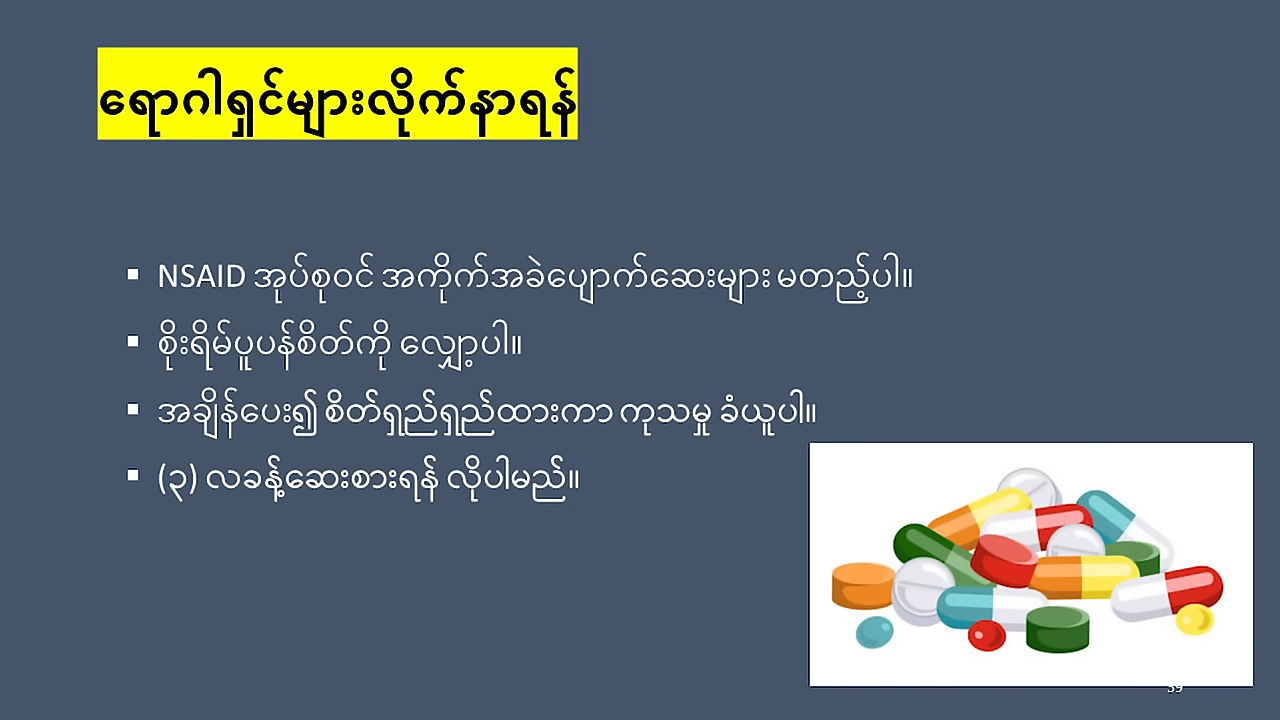 ရောဂါရှင်များလိုက်နာရန်
▪ NSAID အုပ်စုဝင် အကိုက်အခဲပျောက်ဆေးများ မတည့်ပါ။
▪ စိုးရိမ်ပူပန်စိတ်ကို လျှော့ပါ။
▪ အချိန်ပေး၍ စိတ်ရှည်ရှည်ထားကာ ကုသမှု ခံယူပါ။
▪ (၃) လခန့်ဆေးစားရန် လိုပါမည်။